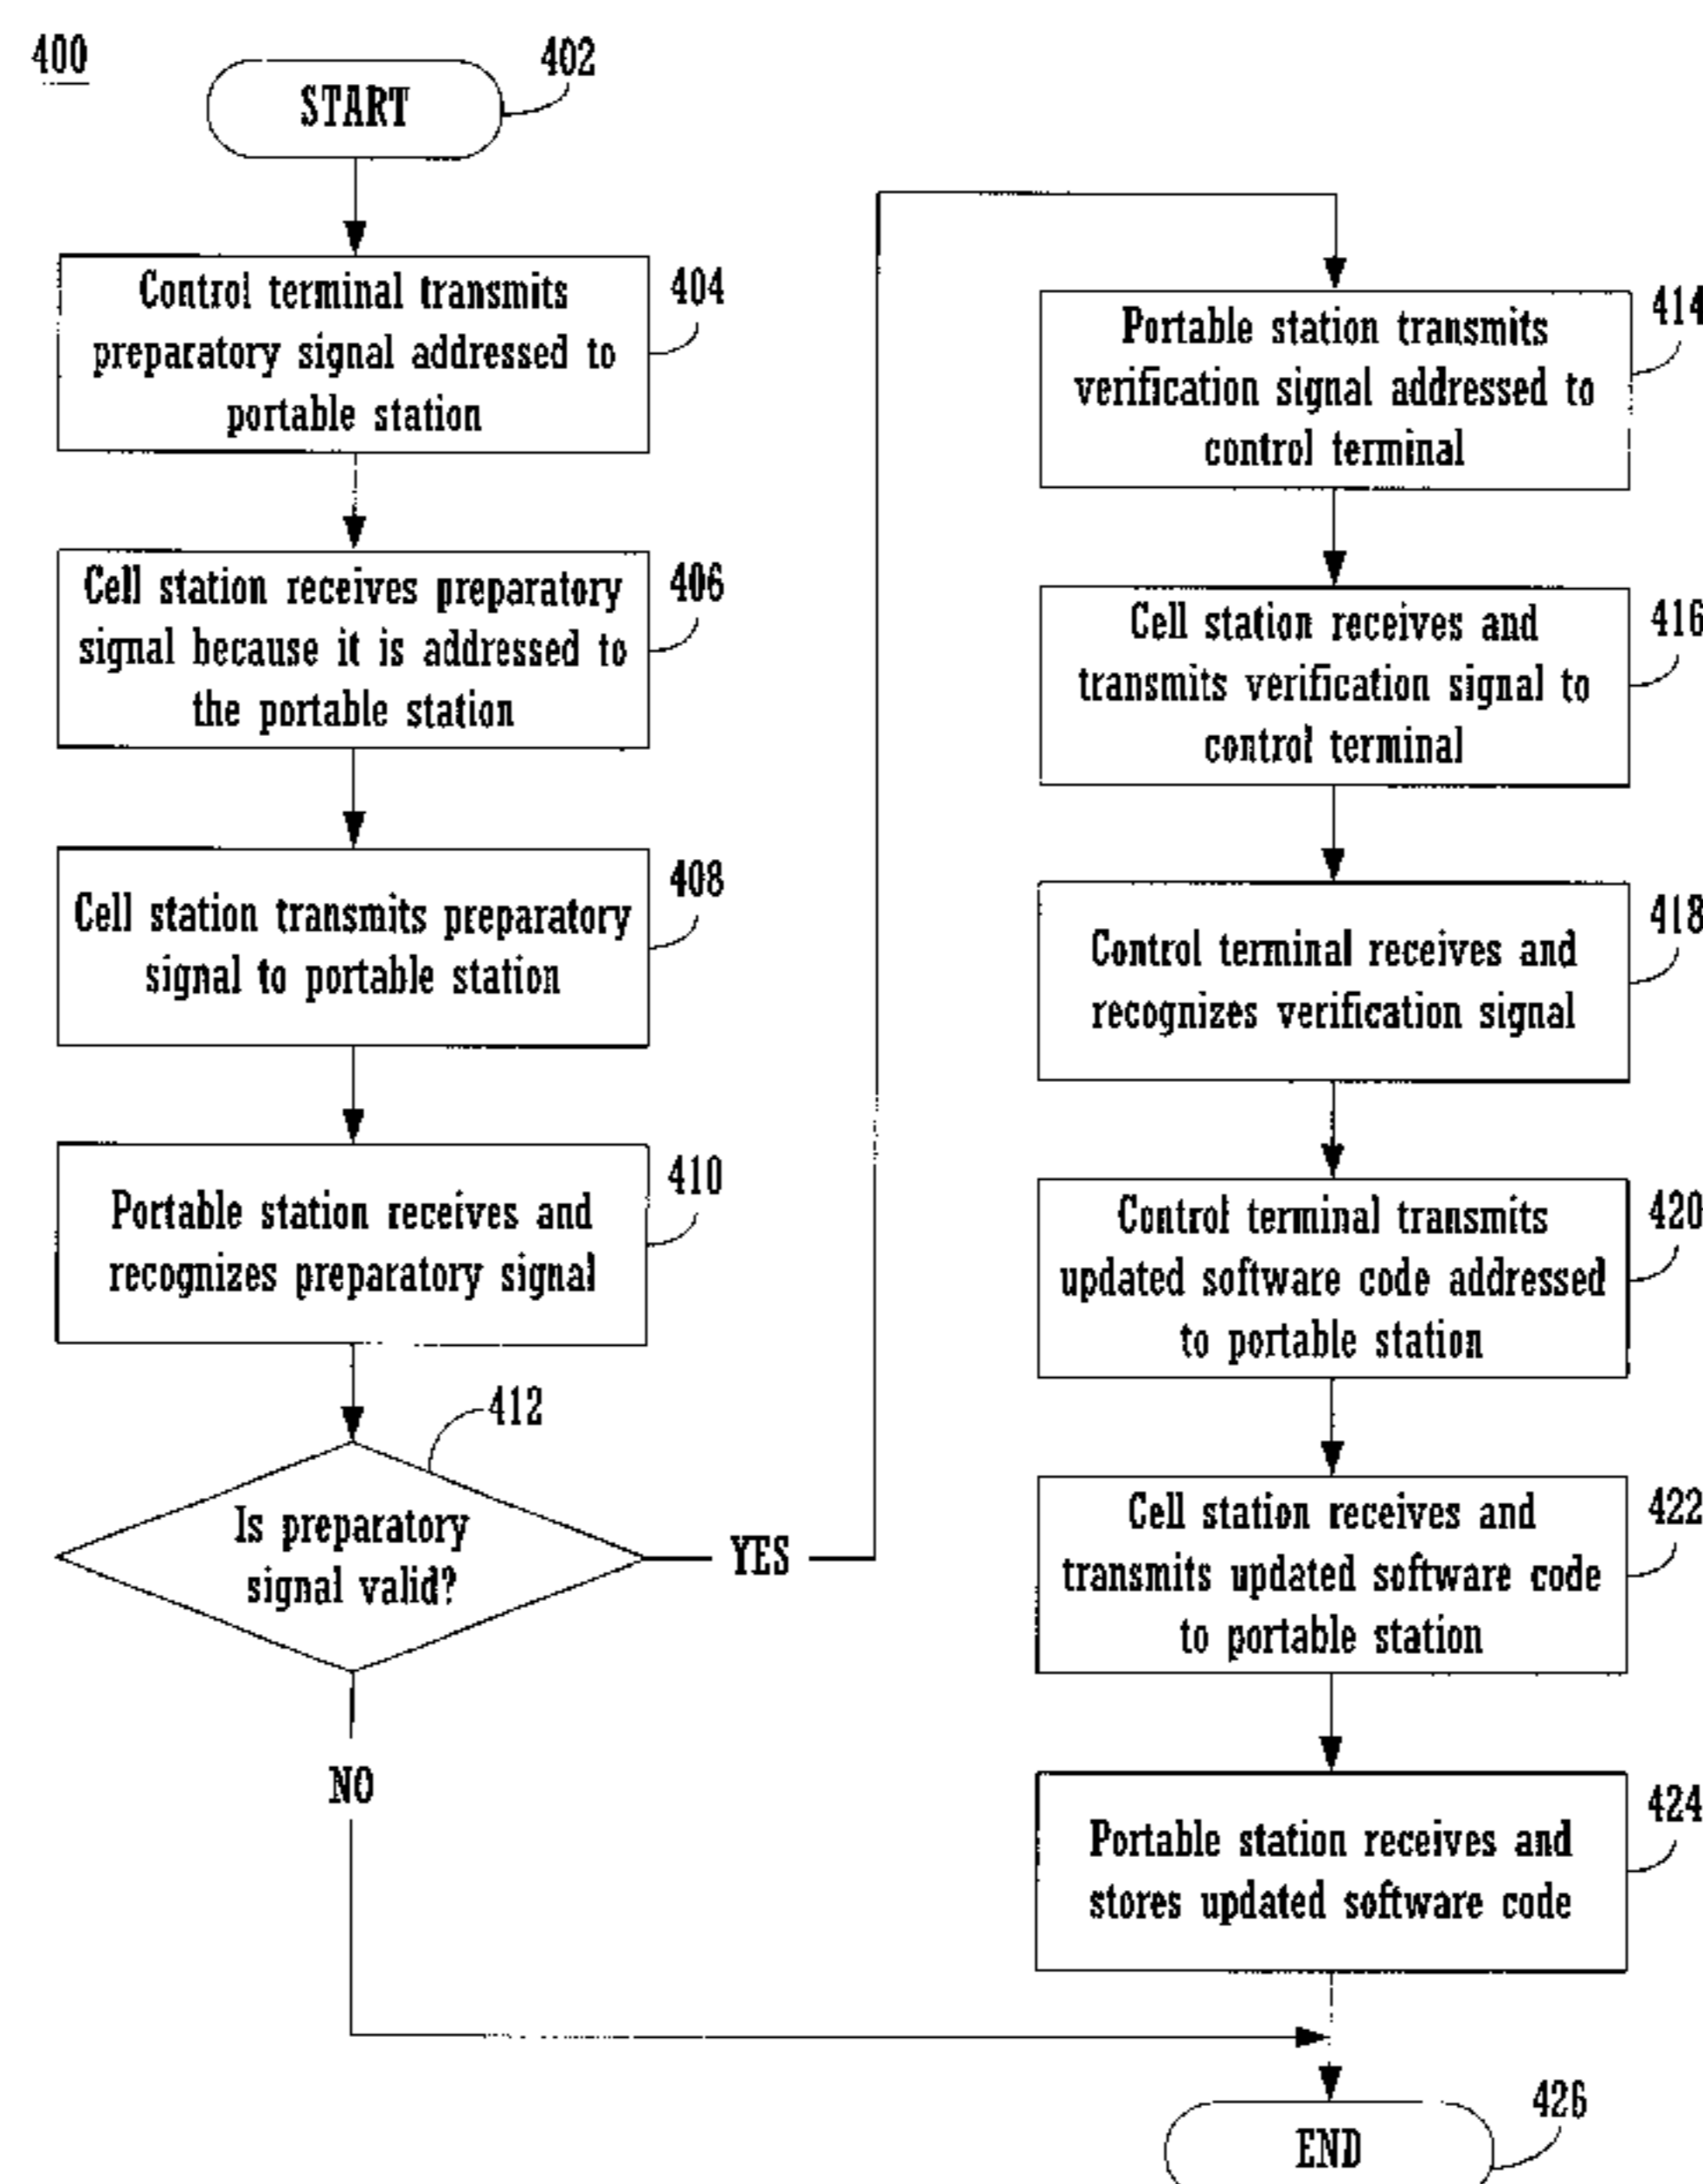 400
START
402
Control terminal transmits
preparatory signal addressed to
portable station
404
Cell station receives preparatory
signal because it is addressed to
the portable station
406
Cell station transmits preparatory
signal to portable station
408
Portable station receives and
recognizes preparatory signal
410
Is preparatory
signal valid?
412
YES
NO
Portable station transmits
verification signal addressed to
control terminal
414
Cell station receives and
transmits verification signal to
control terminal
416
Control terminal receives and
recognizes verification signal
418
Control terminal transmits
updated software code addressed
to portable station
420
Cell station receives and
transmits updated software code
to portable station
422
Portable station receives and
stores updated software code
424
END
426